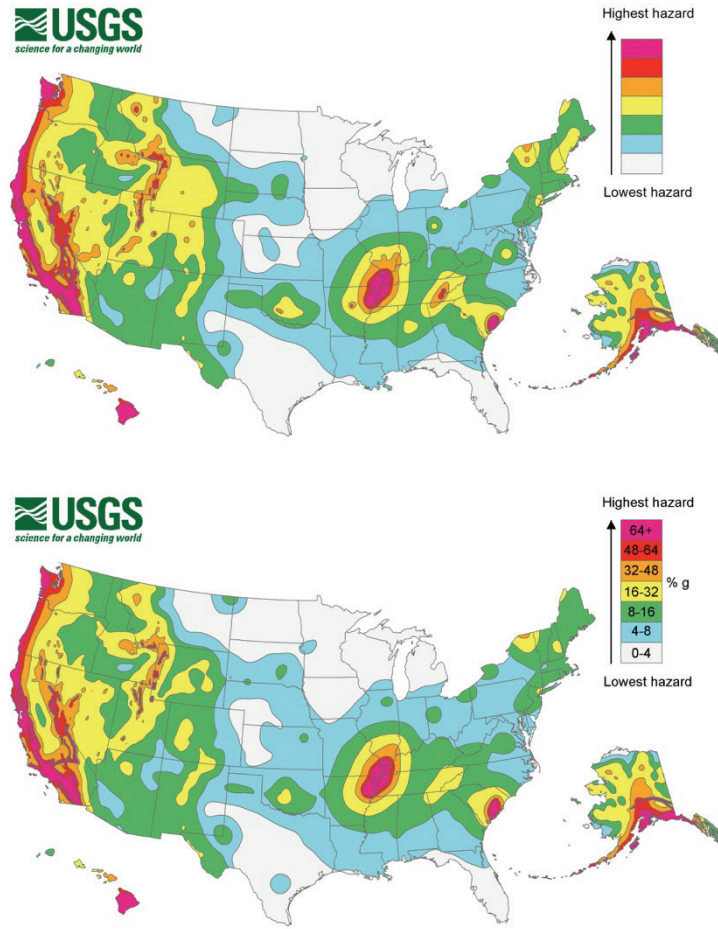 USGS
science for a changing world
Highest hazard
Lowest hazard
USGS
science for a changing world
Highest hazard
64+
48-64
32-48
16-32
8-16
4-8
0-4
% g
Lowest hazard